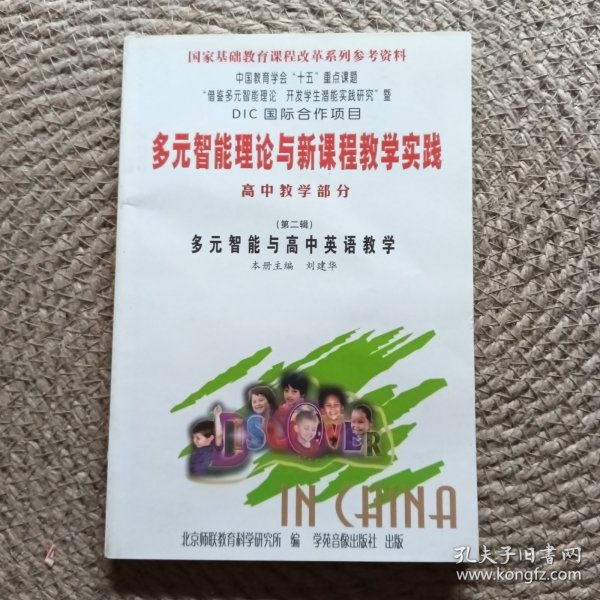 国家基础教育课程改革系列参考资料
中国教育学会“十五”重点课题
“借鉴多元智能理论 开发学生潜能实践研究”暨
DIC 国际合作项目
多元智能理论与新课程教学实践
高中教学部分
(第二辑)
多元智能与高中英语教学
本册主编 刘建华
DISCOVER
IN CHINA
北京师联教育科学研究所 编 学苑音像出版社 出版
孔夫子旧书网
www.kongfz.com